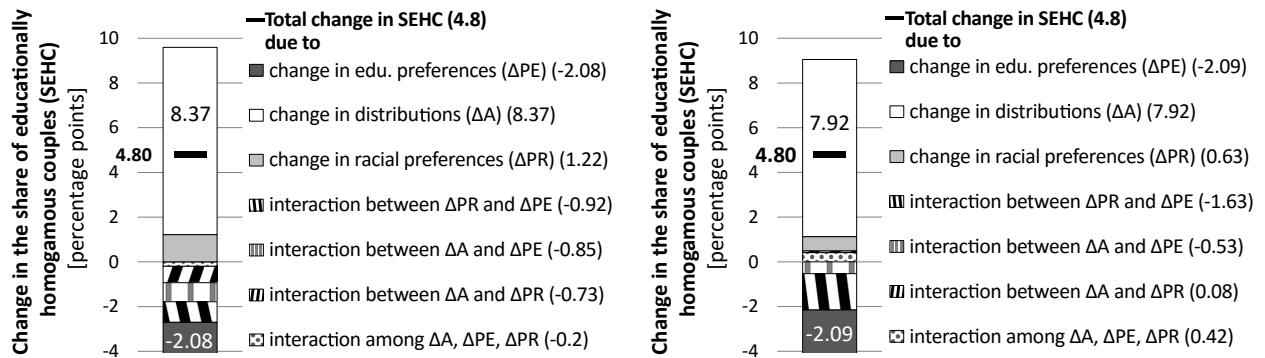 Change in the share of educationally
homogamous couples (SEHC)
[percentage points]
10
8
6
4
2
0
-2
-4
4.80
8.37
-2.08
Total change in SEHC (4.8)
due to
change in edu. preferences (ΔPE) (-2.08)
change in distributions (ΔA) (8.37)
change in racial preferences (ΔPR) (1.22)
interaction between ΔPR and ΔPE (-0.92)
interaction between ΔA and ΔPE (-0.85)
interaction between ΔA and ΔPR (-0.73)
interaction among ΔA, ΔPE, ΔPR (-0.2)
Change in the share of educationally
homogamous couples (SEHC)
[percentage points]
10
8
6
4
2
0
-2
-4
4.80
7.92
-2.09
Total change in SEHC (4.8)
due to
change in edu. preferences (ΔPE) (-2.09)
change in distributions (ΔA) (7.92)
change in racial preferences (ΔPR) (0.63)
interaction between ΔPR and ΔPE (-1.63)
interaction between ΔA and ΔPE (-0.53)
interaction between ΔA and ΔPR (0.08)
interaction among ΔA, ΔPE, ΔPR (0.42)